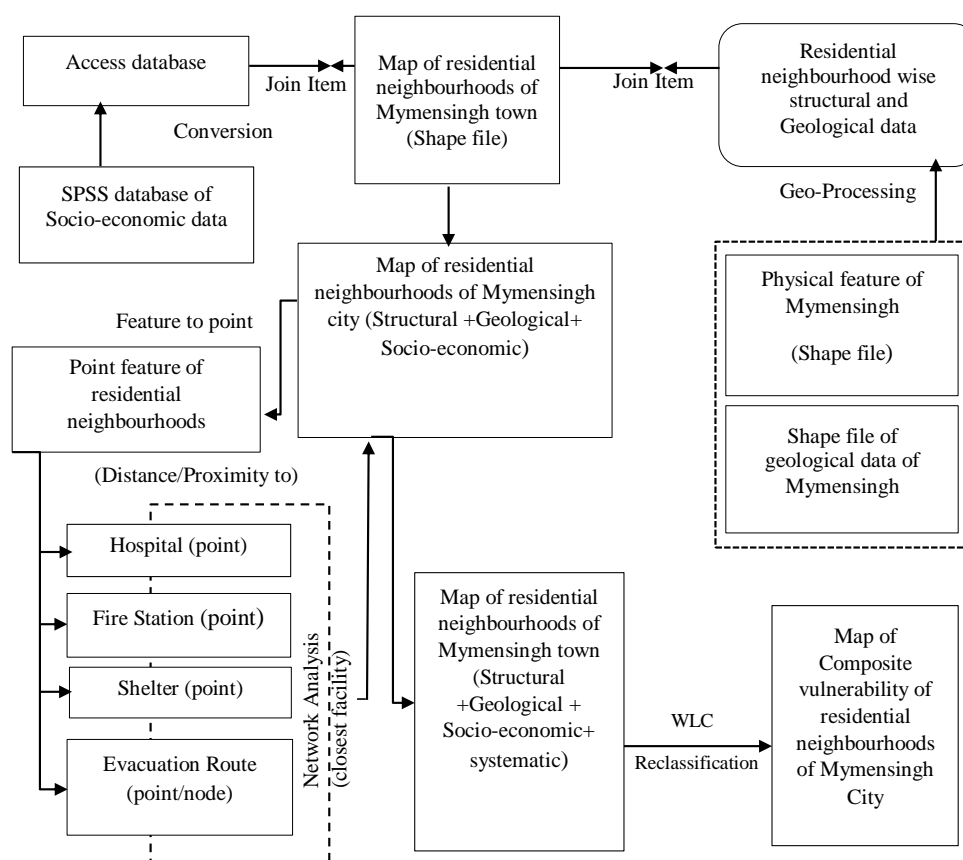 Access database
Join Item
Map of residential
neighbourhoods of
Mymensingh town
(Shape file)
Join Item
Residential
neighbourhood wise
structural and
Geological data
Conversion
SPSS database of
Socio-economic data
Geo-Processing
Physical feature of
Mymensingh
(Shape file)
Shape file of
geological data of
Mymensingh
Map of residential
neighbourhoods of Mymensingh
city (Structural +Geological+
Socio-economic)
Feature to point
Point feature of
residential
neighbourhoods
(Distance/Proximity to)
Hospital (point)
Fire Station (point)
Shelter (point)
Evacuation Route
(point/node)
Network Analysis
(closest facility)
Map of residential
neighbourhoods of
Mymensingh town
(Structural
+Geological +
Socio-economic+
systematic)
WLC
Reclassification
Map of
Composite
vulnerability of
residential
neighbourhoods
of Mymensingh
City